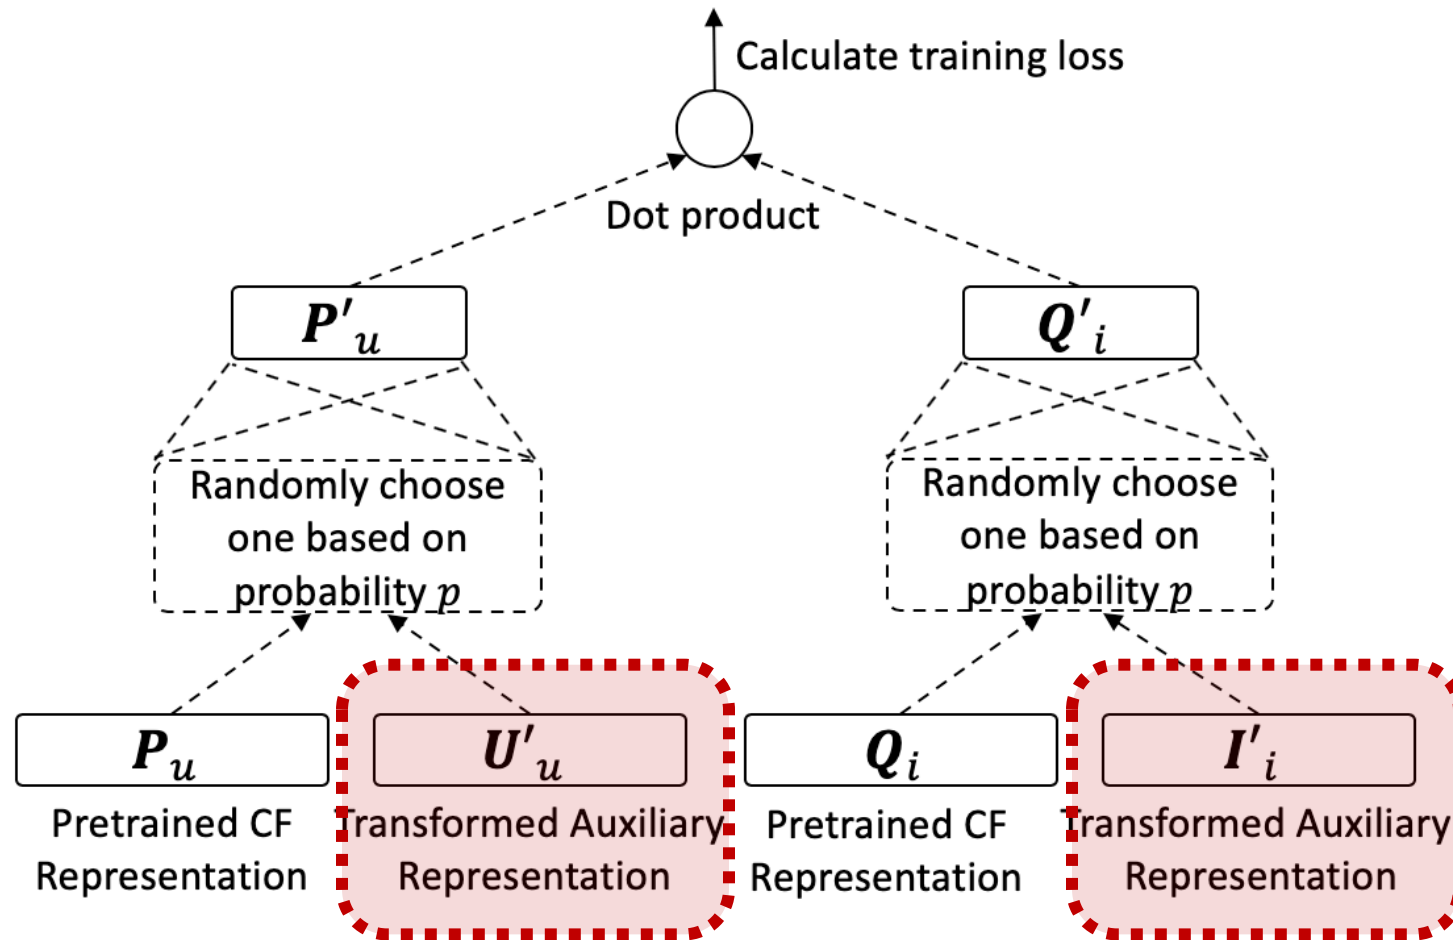 Calculate training loss
Dot product
P'u
Q'i
Randomly choose
one based on
probability p
Randomly choose
one based on
probability p
Pu
U'u
Qi
I'i
Pretrained CF
Representation
Transformed Auxiliary
Representation
Pretrained CF
Representation
Transformed Auxiliary
Representation